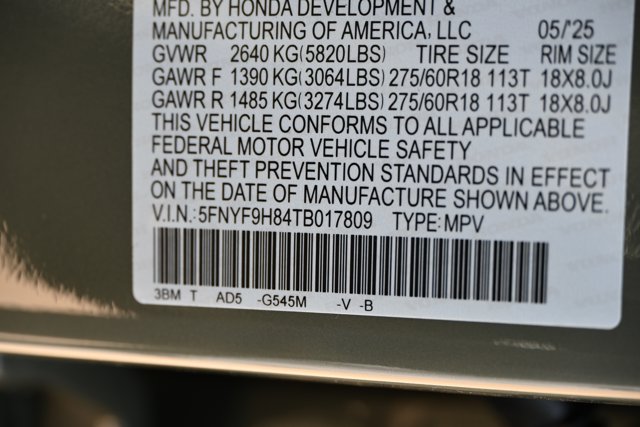 MFD. BY HONDA DEVELOPMENT &
MANUFACTURING OF AMERICA, LLC 05/'25
GVWR 2640 KG(5820LBS) TIRE SIZE RIM SIZE
GAWR F 1390 KG(3064LBS) 275/60R18 113T 18X8.0J
GAWR R 1485 KG(3274LBS) 275/60R18 113T 18X8.0J
THIS VEHICLE CONFORMS TO ALL APPLICABLE
FEDERAL MOTOR VEHICLE SAFETY
AND THEFT PREVENTION STANDARDS IN EFFECT
ON THE DATE OF MANUFACTURE SHOWN ABOVE.
V.I.N.:5FNYF9H84TB017809 TYPE:MPV
3BM T AD5 -G545M -V -B